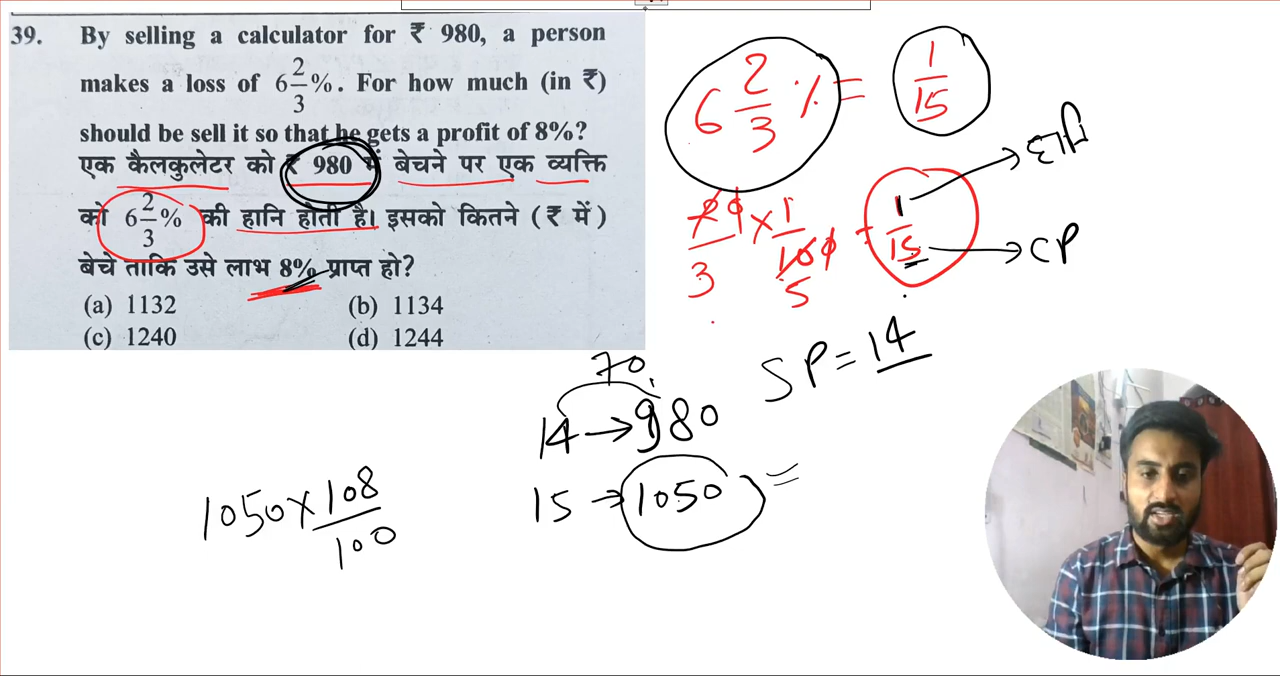 39. By selling a calculator for ₹ 980, a person
makes a loss of 6 2/3 %. For how much (in ₹)
should be sell it so that he gets a profit of 8%?
एक कैलकुलेटर को ₹ 980 में बेचने पर एक व्यक्ति
को 6 2/3 % की हानि होती है। इसको कितने (₹ में)
बेचे ताकि उसे लाभ 8% प्राप्त हो?
(a) 1132 (b) 1134
(c) 1240 (d) 1244
6 2/3 % = 1/15
20/3 × 1/100 = 1/15
हानि
CP
SP = 14
70
14 → 980
15 → 1050 =
1050 × 108/100